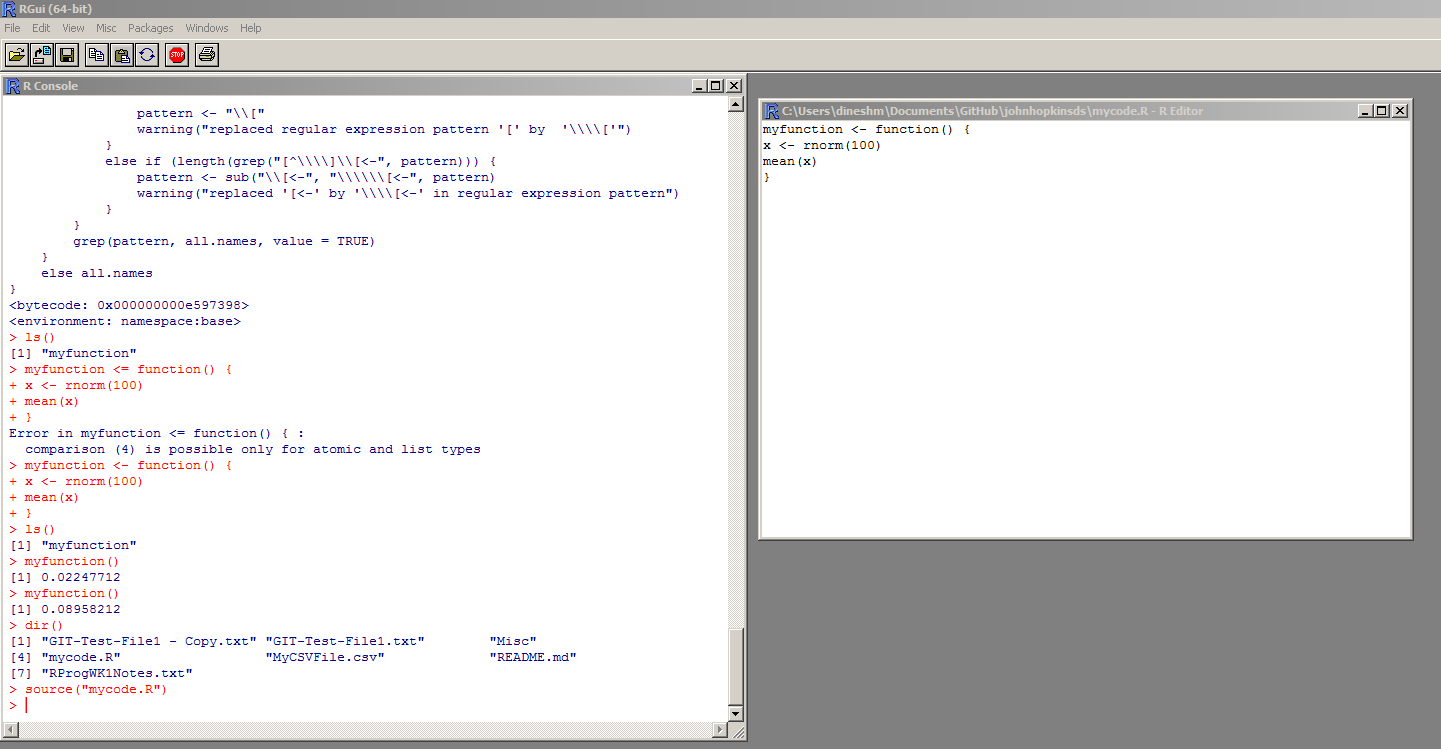 RGui (64-bit)
File Edit View Misc Packages Windows Help
STOP
R Console
                pattern <- "\\["
                warning("replaced regular expression pattern '[' by  '\\\\['")
            }
            else if (length(grep("[^\\\\]\\[<-", pattern))) {
                pattern <- sub("\\[<-", "\\\\\\[<-", pattern)
                warning("replaced '[<-' by '\\\\[<-' in regular expression pattern")
            }
        }
        grep(pattern, all.names, value = TRUE)
    }
    else all.names
}
<bytecode: 0x000000000e597398>
<environment: namespace:base>
> ls()
[1] "myfunction"
> myfunction <= function() {
+ x <- rnorm(100)
+ mean(x)
+ }
Error in myfunction <= function() { :
  comparison (4) is possible only for atomic and list types
> myfunction <- function() {
+ x <- rnorm(100)
+ mean(x)
+ }
> ls()
[1] "myfunction"
> myfunction()
[1] 0.02247712
> myfunction()
[1] 0.08958212
> dir()
[1] "GIT-Test-File1 - Copy.txt" "GIT-Test-File1.txt"        "Misc"
[4] "mycode.R"                  "MyCSVFile.csv"             "README.md"
[7] "RProgWK1Notes.txt"
> source("mycode.R")
>
C:\Users\dineshm\Documents\GitHub\johnhopkinsds\mycode.R - R Editor
myfunction <- function() {
x <- rnorm(100)
mean(x)
}